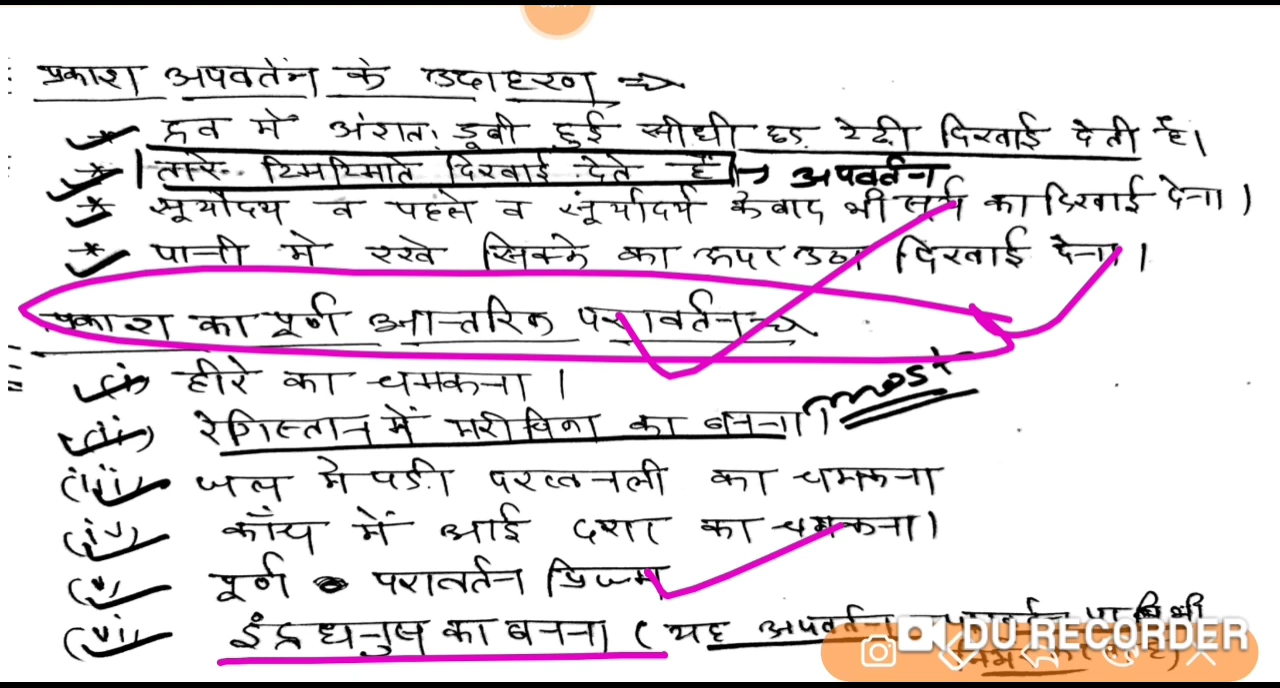 प्रकाश अपवर्तन के उदाहरण ⇒
* द्रव में अंशतः डूबी हुई सीधी छड़ टेढ़ी दिखाई देती है।
* तारे टिमटिमाते दिखाई देते हैं। → अपवर्तन
* सूर्योदय व पहले व सूर्योदय के बाद भी सूर्य का दिखाई देना।
* पानी मे रखे सिक्के का ऊपर उठा दिखाई देना।
प्रकाश का पूर्ण आन्तरिक परावर्तन ⇒
(i) हीरे का चमकना।
(ii) रेगिस्तान में मरीचिका का बनना। most
(iii) जल मे पड़ी परखनली का चमकना
(iv) काँच में आई दरार का चमकना।
(v) पूर्ण परावर्तन प्रिज्म
(vi) इंद्रधनुष का बनना ( यह अपवर्तन
DU RECORDER